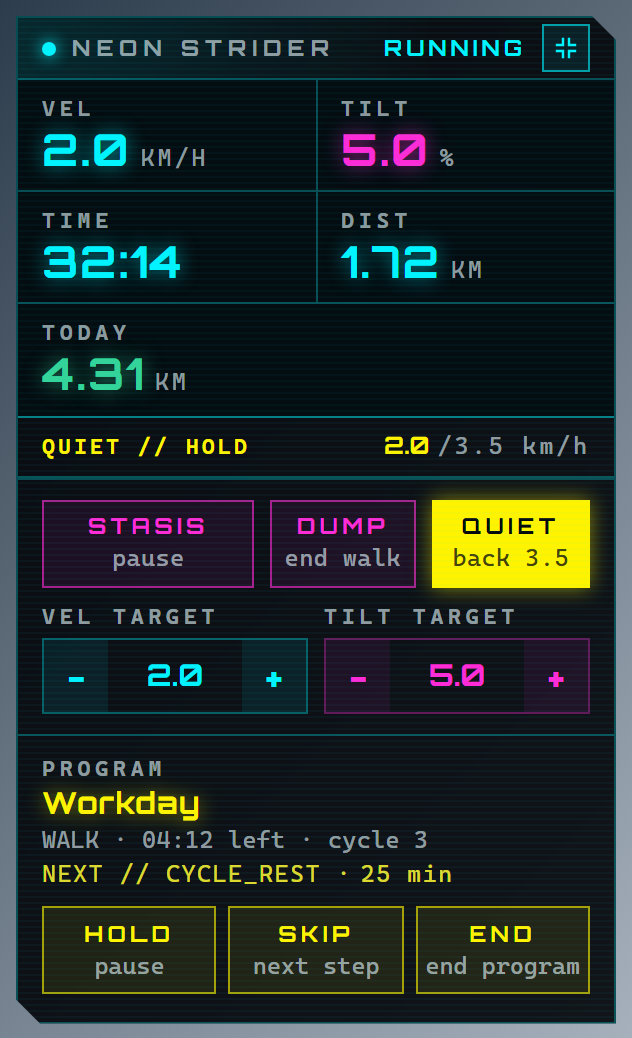 NEON STRIDER RUNNING
VEL TILT
2.0 KM/H 5.0 %
TIME DIST
32:14 1.72 KM
TODAY
4.31 KM
QUIET // HOLD 2.0 /3.5 km/h
STASIS DUMP QUIET
pause end walk back 3.5
VEL TARGET TILT TARGET
- 2.0 + - 5.0 +
PROGRAM
Workday
WALK · 04:12 left · cycle 3
NEXT // CYCLE_REST · 25 min
HOLD SKIP END
pause next step end program